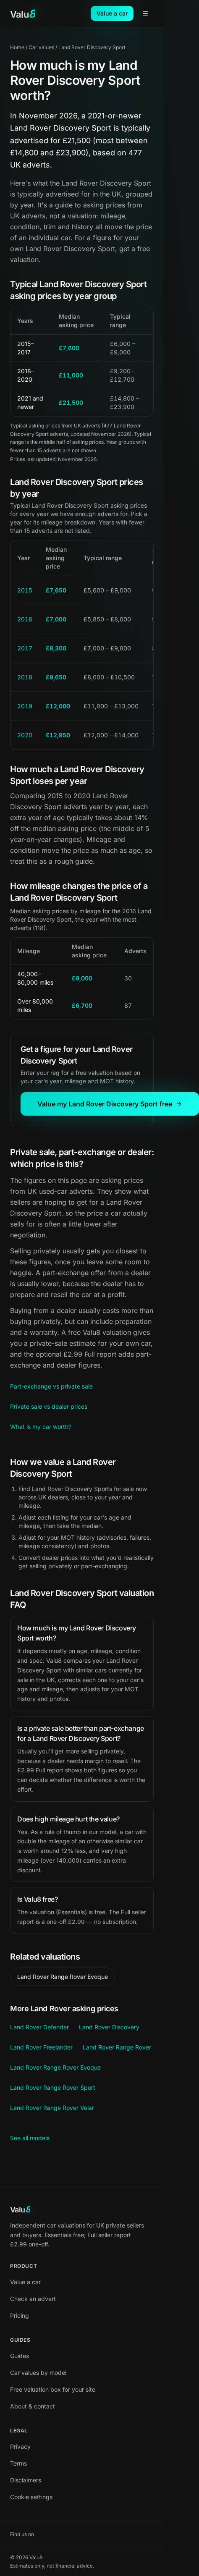 Valu8
Value a car
Home / Car values / Land Rover Discovery Sport
How much is my Land
Rover Discovery Sport
worth?
In November 2026, a 2021-or-newer
Land Rover Discovery Sport is typically
advertised for £21,500 (most between
£14,800 and £23,900), based on 477
UK adverts.
Here's what the Land Rover Discovery Sport
is typically advertised for in the UK, grouped
by year. It's a guide to asking prices from
UK adverts, not a valuation: mileage,
condition, trim and history all move the price
of an individual car. For a figure for your
own Land Rover Discovery Sport, get a free
valuation.
Typical Land Rover Discovery Sport
asking prices by year group
Years
Median
asking price
Typical
range
2015–
2017
£7,600
£6,000 –
£9,000
2018–
2020
£11,000
£9,200 –
£12,700
2021 and
newer
£21,500
£14,800 –
£23,900
Typical asking prices from UK adverts (477 Land Rover
Discovery Sport adverts, updated November 2026). Typical
range is the middle half of asking prices. Year groups with
fewer than 15 adverts are not shown.
Prices last updated: November 2026.
Land Rover Discovery Sport prices
by year
Typical Land Rover Discovery Sport asking prices
for every year we have enough adverts for. Pick a
year for its mileage breakdown. Years with fewer
than 15 adverts are not listed.
Year
Median
asking
price
Typical range
2015
£7,650
£5,600 – £9,000
2016
£7,000
£5,850 – £8,000
2017
£8,300
£7,000 – £9,800
2018
£9,650
£8,000 – £10,500
2019
£12,000
£11,000 – £13,000
2020
£12,950
£12,000 – £14,000
How much a Land Rover Discovery
Sport loses per year
Comparing 2015 to 2020 Land Rover
Discovery Sport adverts year by year, each
extra year of age typically takes about 14%
off the median asking price (the middle of 5
year-on-year changes). Mileage and
condition move the price as much as age, so
treat this as a rough guide.
How mileage changes the price of a
Land Rover Discovery Sport
Median asking prices by mileage for the 2016 Land
Rover Discovery Sport, the year with the most
adverts (118).
Mileage
Median
asking price
Adverts
40,000–
80,000 miles
£9,000
30
Over 80,000
miles
£6,700
87
Get a figure for your Land Rover
Discovery Sport
Enter your reg for a free valuation based on
your car's year, mileage and MOT history.
Value my Land Rover Discovery Sport free →
Private sale, part-exchange or dealer:
which price is this?
The figures on this page are asking prices
from UK used-car adverts. They show what
sellers are hoping to get for a Land Rover
Discovery Sport, so the price a car actually
sells for is often a little lower after
negotiation.
Selling privately usually gets you closest to
these figures, once you leave some room to
haggle. A part-exchange offer from a dealer
is usually lower, because the dealer has to
prepare and resell the car at a profit.
Buying from a dealer usually costs more than
buying privately, but can include preparation
and a warranty. A free Valu8 valuation gives
you a private-sale estimate for your own car,
and the optional £2.99 Full report adds part-
exchange and dealer figures.
Part-exchange vs private sale
Private sale vs dealer prices
What is my car worth?
How we value a Land Rover
Discovery Sport
1. Find Land Rover Discovery Sports for sale now
across UK dealers, close to your year and
mileage.
2. Adjust each listing for your car's age and
mileage, then take the median.
3. Adjust for your MOT history (advisories, failures,
mileage consistency) and photos.
4. Convert dealer prices into what you'd realistically
get selling privately or part-exchanging.
Land Rover Discovery Sport valuation
FAQ
How much is my Land Rover Discovery
Sport worth?
It depends mostly on age, mileage, condition
and spec. Valu8 compares your Land Rover
Discovery Sport with similar cars currently for
sale in the UK, corrects each one to your car's
age and mileage, then adjusts for your MOT
history and photos.
Is a private sale better than part-exchange
for a Land Rover Discovery Sport?
Usually you'll get more selling privately,
because a dealer needs margin to resell. The
£2.99 Full report shows both figures so you
can decide whether the difference is worth the
effort.
Does high mileage hurt the value?
Yes. As a rule of thumb in our model, a car with
double the mileage of an otherwise similar car
is worth around 12% less, and very high
mileage (over 140,000) carries an extra
discount.
Is Valu8 free?
The valuation (Essentials) is free. The Full seller
report is a one-off £2.99 — no subscription.
Related valuations
Land Rover Range Rover Evoque
More Land Rover asking prices
Land Rover Defender
Land Rover Discovery
Land Rover Freelander
Land Rover Range Rover
Land Rover Range Rover Evoque
Land Rover Range Rover Sport
Land Rover Range Rover Velar
See all models
Valu8
Independent car valuations for UK private sellers
and buyers. Essentials free; Full seller report
£2.99 one-off.
PRODUCT
Value a car
Check an advert
Pricing
GUIDES
Guides
Car values by model
Free valuation box for your site
About & contact
LEGAL
Privacy
Terms
Disclaimers
Cookie settings
Find us on
© 2026 Valu8
Estimates only, not financial advice.